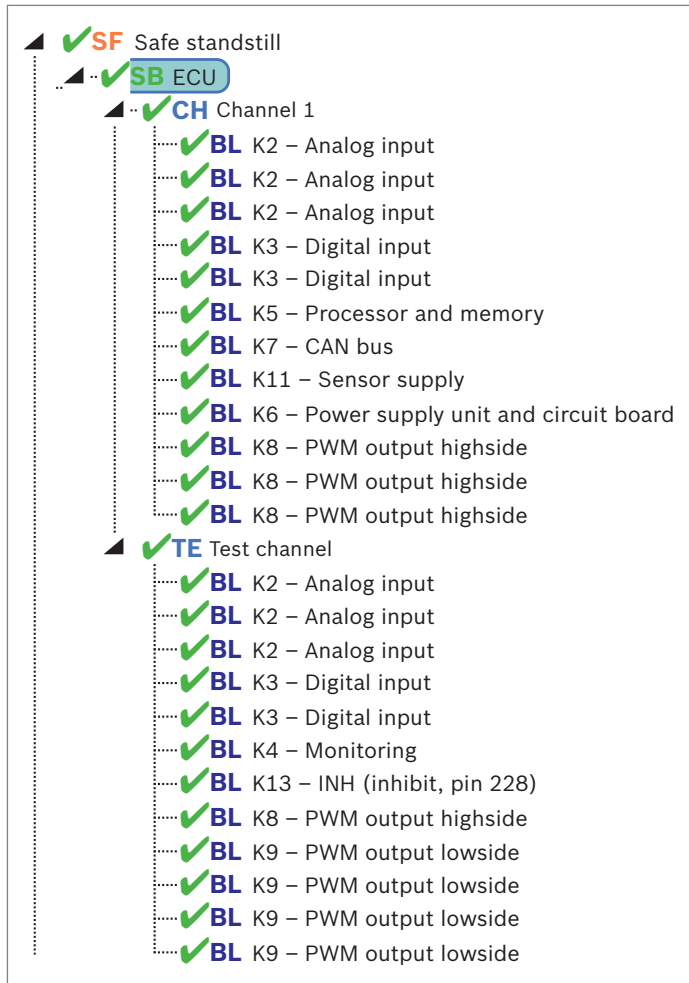 SF Safe standstill
SB ECU
CH Channel 1
BL K2 – Analog input
BL K2 – Analog input
BL K2 – Analog input
BL K3 – Digital input
BL K3 – Digital input
BL K5 – Processor and memory
BL K7 – CAN bus
BL K11 – Sensor supply
BL K6 – Power supply unit and circuit board
BL K8 – PWM output highside
BL K8 – PWM output highside
BL K8 – PWM output highside
TE Test channel
BL K2 – Analog input
BL K2 – Analog input
BL K2 – Analog input
BL K3 – Digital input
BL K3 – Digital input
BL K4 – Monitoring
BL K13 – INH (inhibit, pin 228)
BL K8 – PWM output highside
BL K9 – PWM output lowside
BL K9 – PWM output lowside
BL K9 – PWM output lowside
BL K9 – PWM output lowside